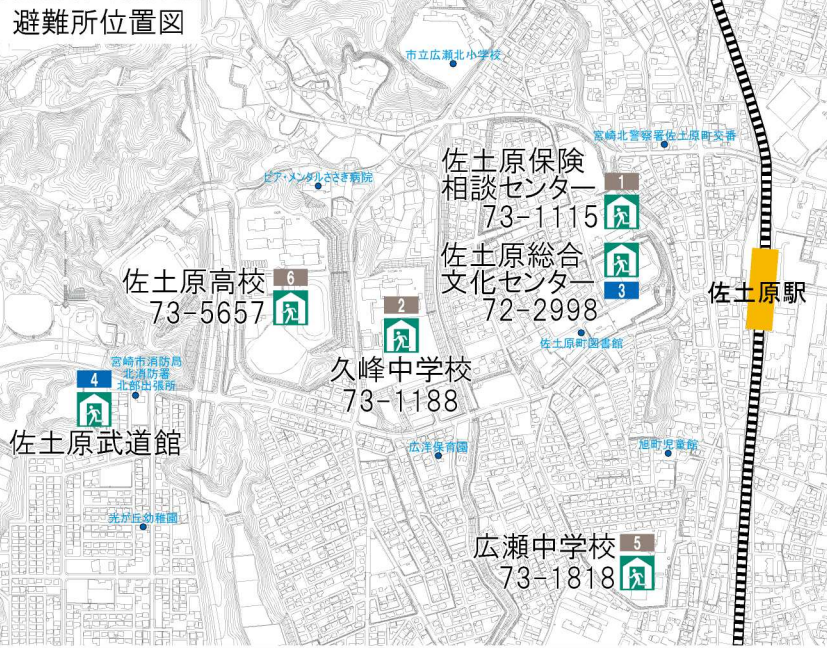 避難所位置図
市立広瀬北小学校
宮崎北警察署佐土原町交番
ピア・メンタルささき病院
佐土原保険
相談センター
1
73-1115
佐土原総合
文化センター
3
72-2998
佐土原駅
佐土原高校
6
73-5657
2
久峰中学校
73-1188
佐土原町図書館
宮崎市消防局
北消防署
北部出張所
4
佐土原武道館
広洋保育園
旭町児童館
光が丘幼稚園
広瀬中学校
5
73-1818